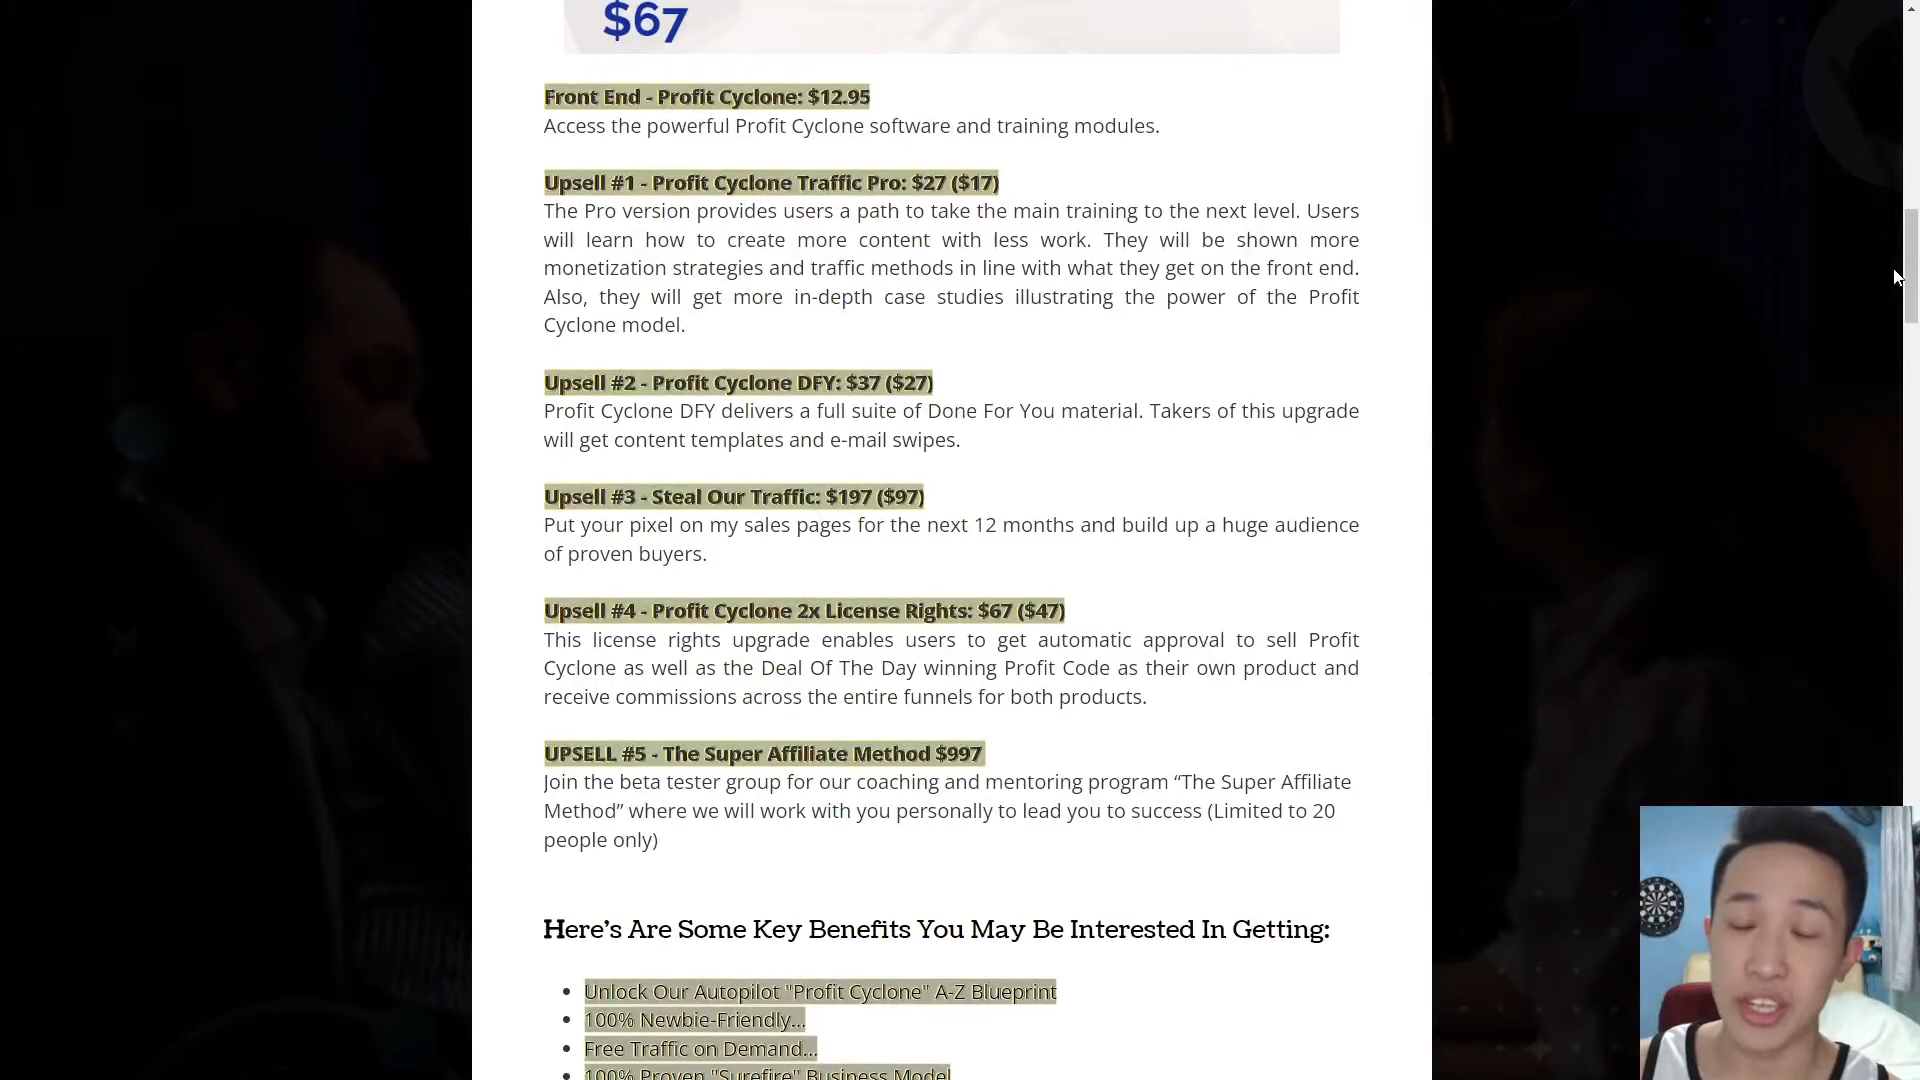 $67
Front End - Profit Cyclone: $12.95
Access the powerful Profit Cyclone software and training modules.
Upsell #1 - Profit Cyclone Traffic Pro: $27 ($17)
The Pro version provides users a path to take the main training to the next level. Users
will learn how to create more content with less work. They will be shown more
monetization strategies and traffic methods in line with what they get on the front end.
Also, they will get more in-depth case studies illustrating the power of the Profit
Cyclone model.
Upsell #2 - Profit Cyclone DFY: $37 ($27)
Profit Cyclone DFY delivers a full suite of Done For You material. Takers of this upgrade
will get content templates and e-mail swipes.
Upsell #3 - Steal Our Traffic: $197 ($97)
Put your pixel on my sales pages for the next 12 months and build up a huge audience
of proven buyers.
Upsell #4 - Profit Cyclone 2x License Rights: $67 ($47)
This license rights upgrade enables users to get automatic approval to sell Profit
Cyclone as well as the Deal Of The Day winning Profit Code as their own product and
receive commissions across the entire funnels for both products.
UPSELL #5 - The Super Affiliate Method $997
Join the beta tester group for our coaching and mentoring program “The Super Affiliate
Method” where we will work with you personally to lead you to success (Limited to 20
people only)
Here’s Are Some Key Benefits You May Be Interested In Getting:
• Unlock Our Autopilot "Profit Cyclone" A-Z Blueprint
• 100% Newbie-Friendly...
• Free Traffic on Demand...
• 100% Proven "Surefire" Business Model